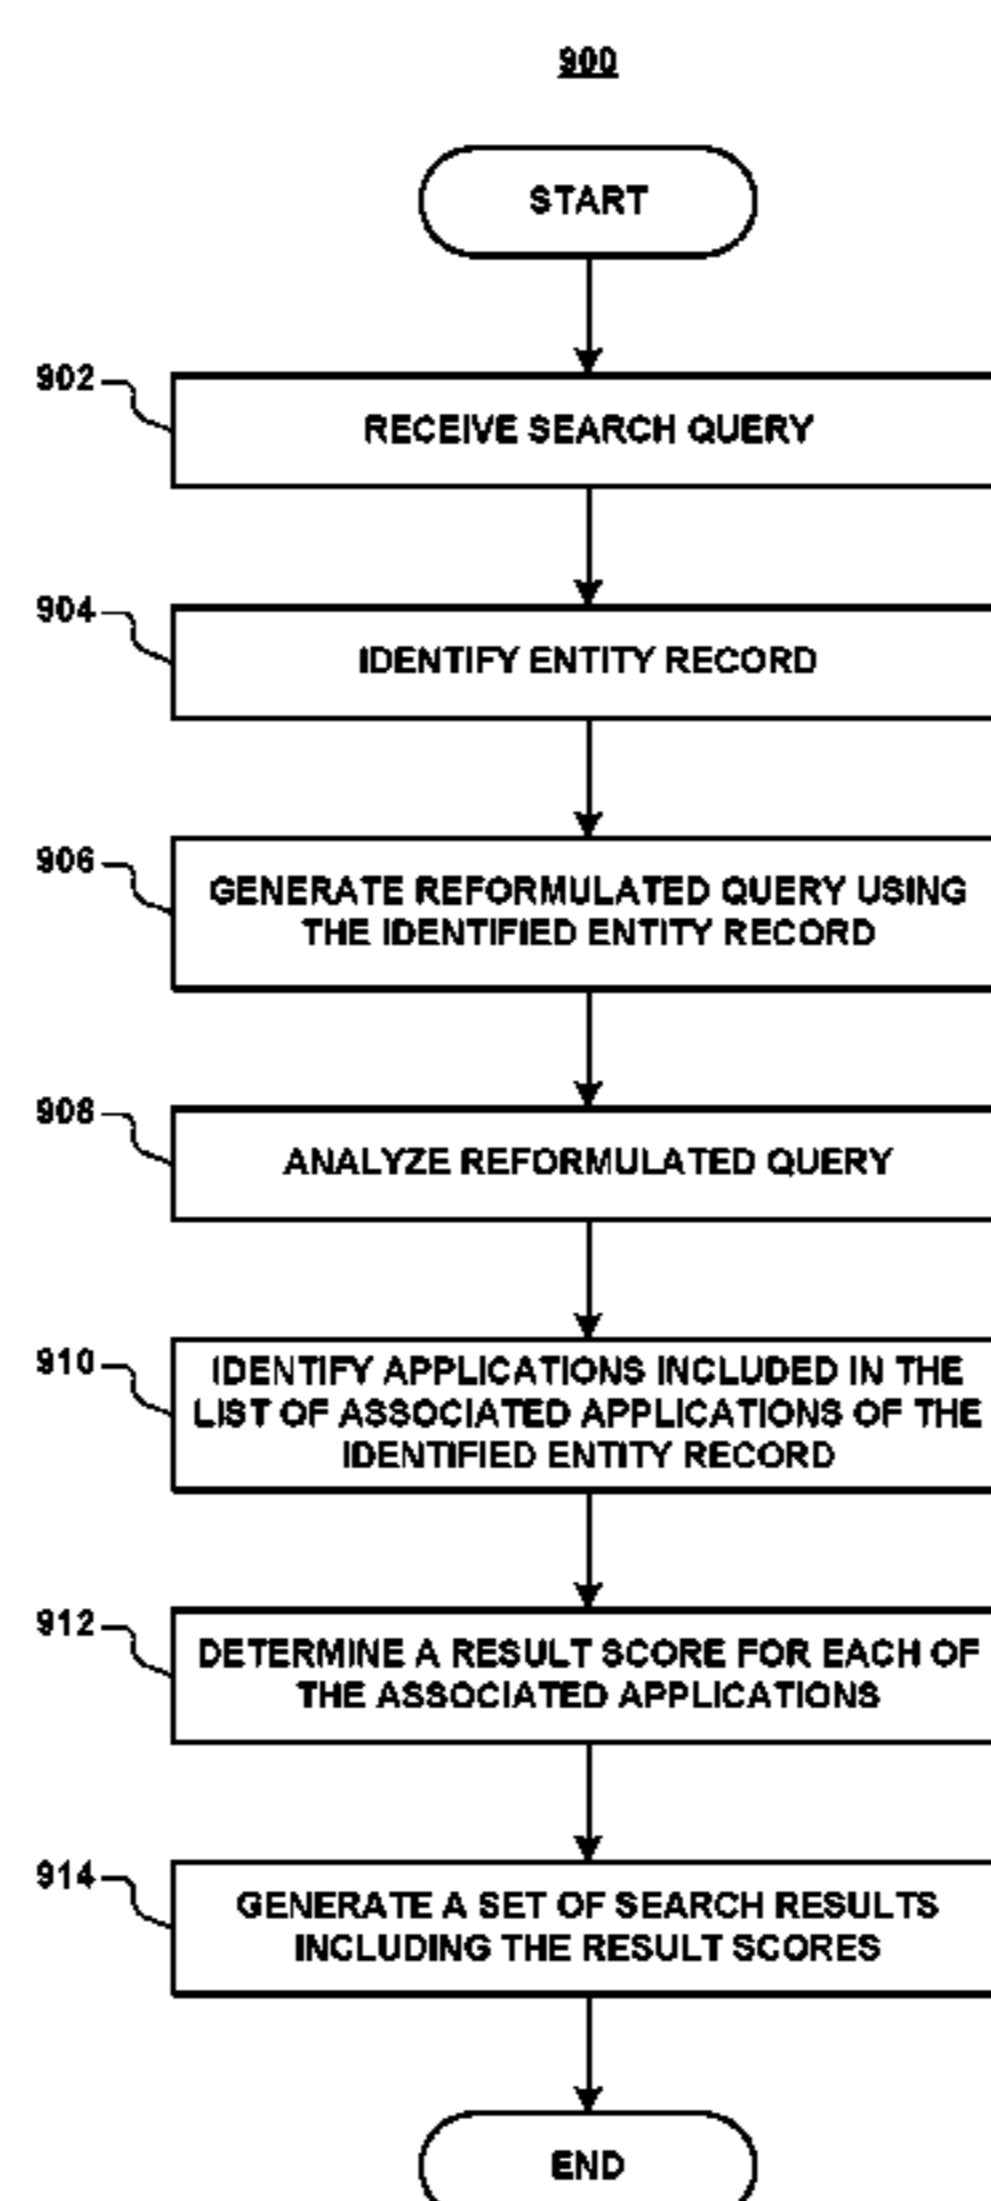 900
START
902
RECEIVE SEARCH QUERY
904
IDENTIFY ENTITY RECORD
906
GENERATE REFORMULATED QUERY USING
THE IDENTIFIED ENTITY RECORD
908
ANALYZE REFORMULATED QUERY
910
IDENTIFY APPLICATIONS INCLUDED IN THE
LIST OF ASSOCIATED APPLICATIONS OF THE
IDENTIFIED ENTITY RECORD
912
DETERMINE A RESULT SCORE FOR EACH OF
THE ASSOCIATED APPLICATIONS
914
GENERATE A SET OF SEARCH RESULTS
INCLUDING THE RESULT SCORES
END